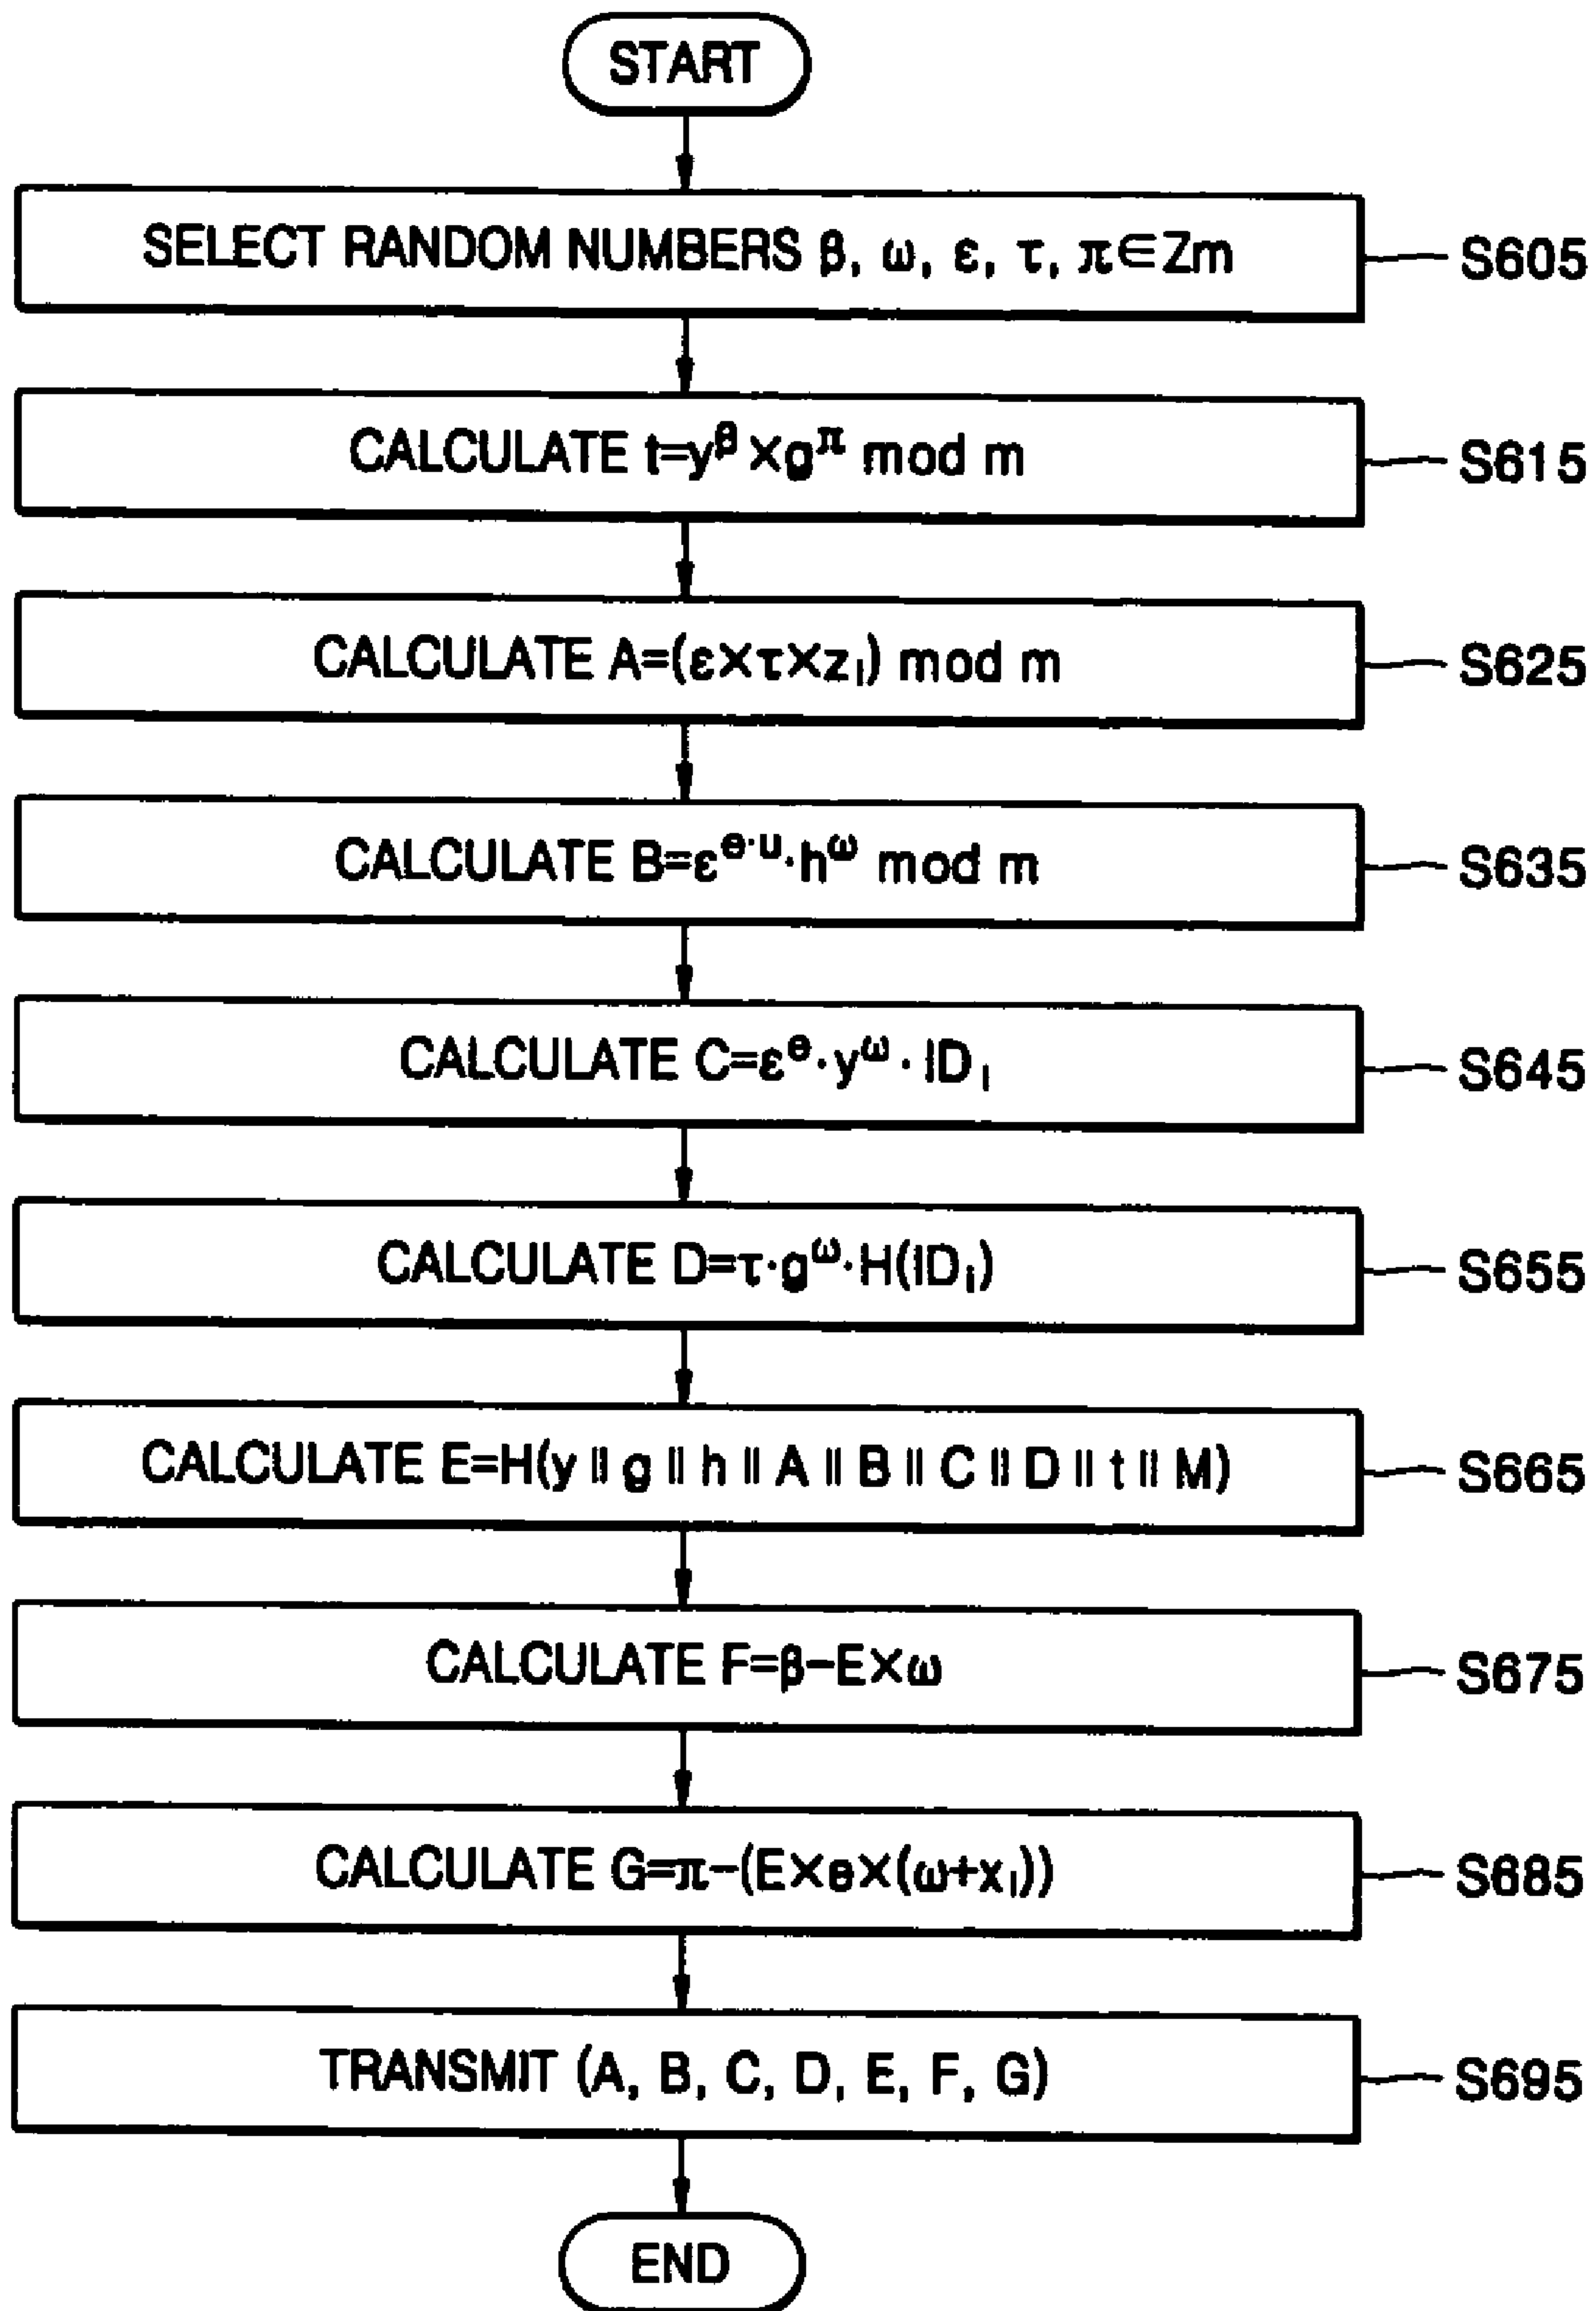 START
SELECT RANDOM NUMBERS β, ω, ε, τ, π∈Zm
S605
CALCULATE t=y^β×g^π mod m
S615
CALCULATE A=(ε×τ×z_i) mod m
S625
CALCULATE B=ε^(e·u)·h^ω mod m
S635
CALCULATE C=ε^e·y^ω·ID_i
S645
CALCULATE D=τ·g^ω·H(ID_i)
S655
CALCULATE E=H(y∥g∥h∥A∥B∥C∥D∥t∥M)
S665
CALCULATE F=β−E×ω
S675
CALCULATE G=π−(E×e×(ω+x_i))
S685
TRANSMIT (A, B, C, D, E, F, G)
S695
END